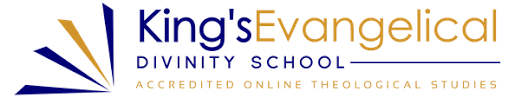 King'sEvangelical
DIVINITY SCHOOL
ACCREDITED ONLINE THEOLOGICAL STUDIES